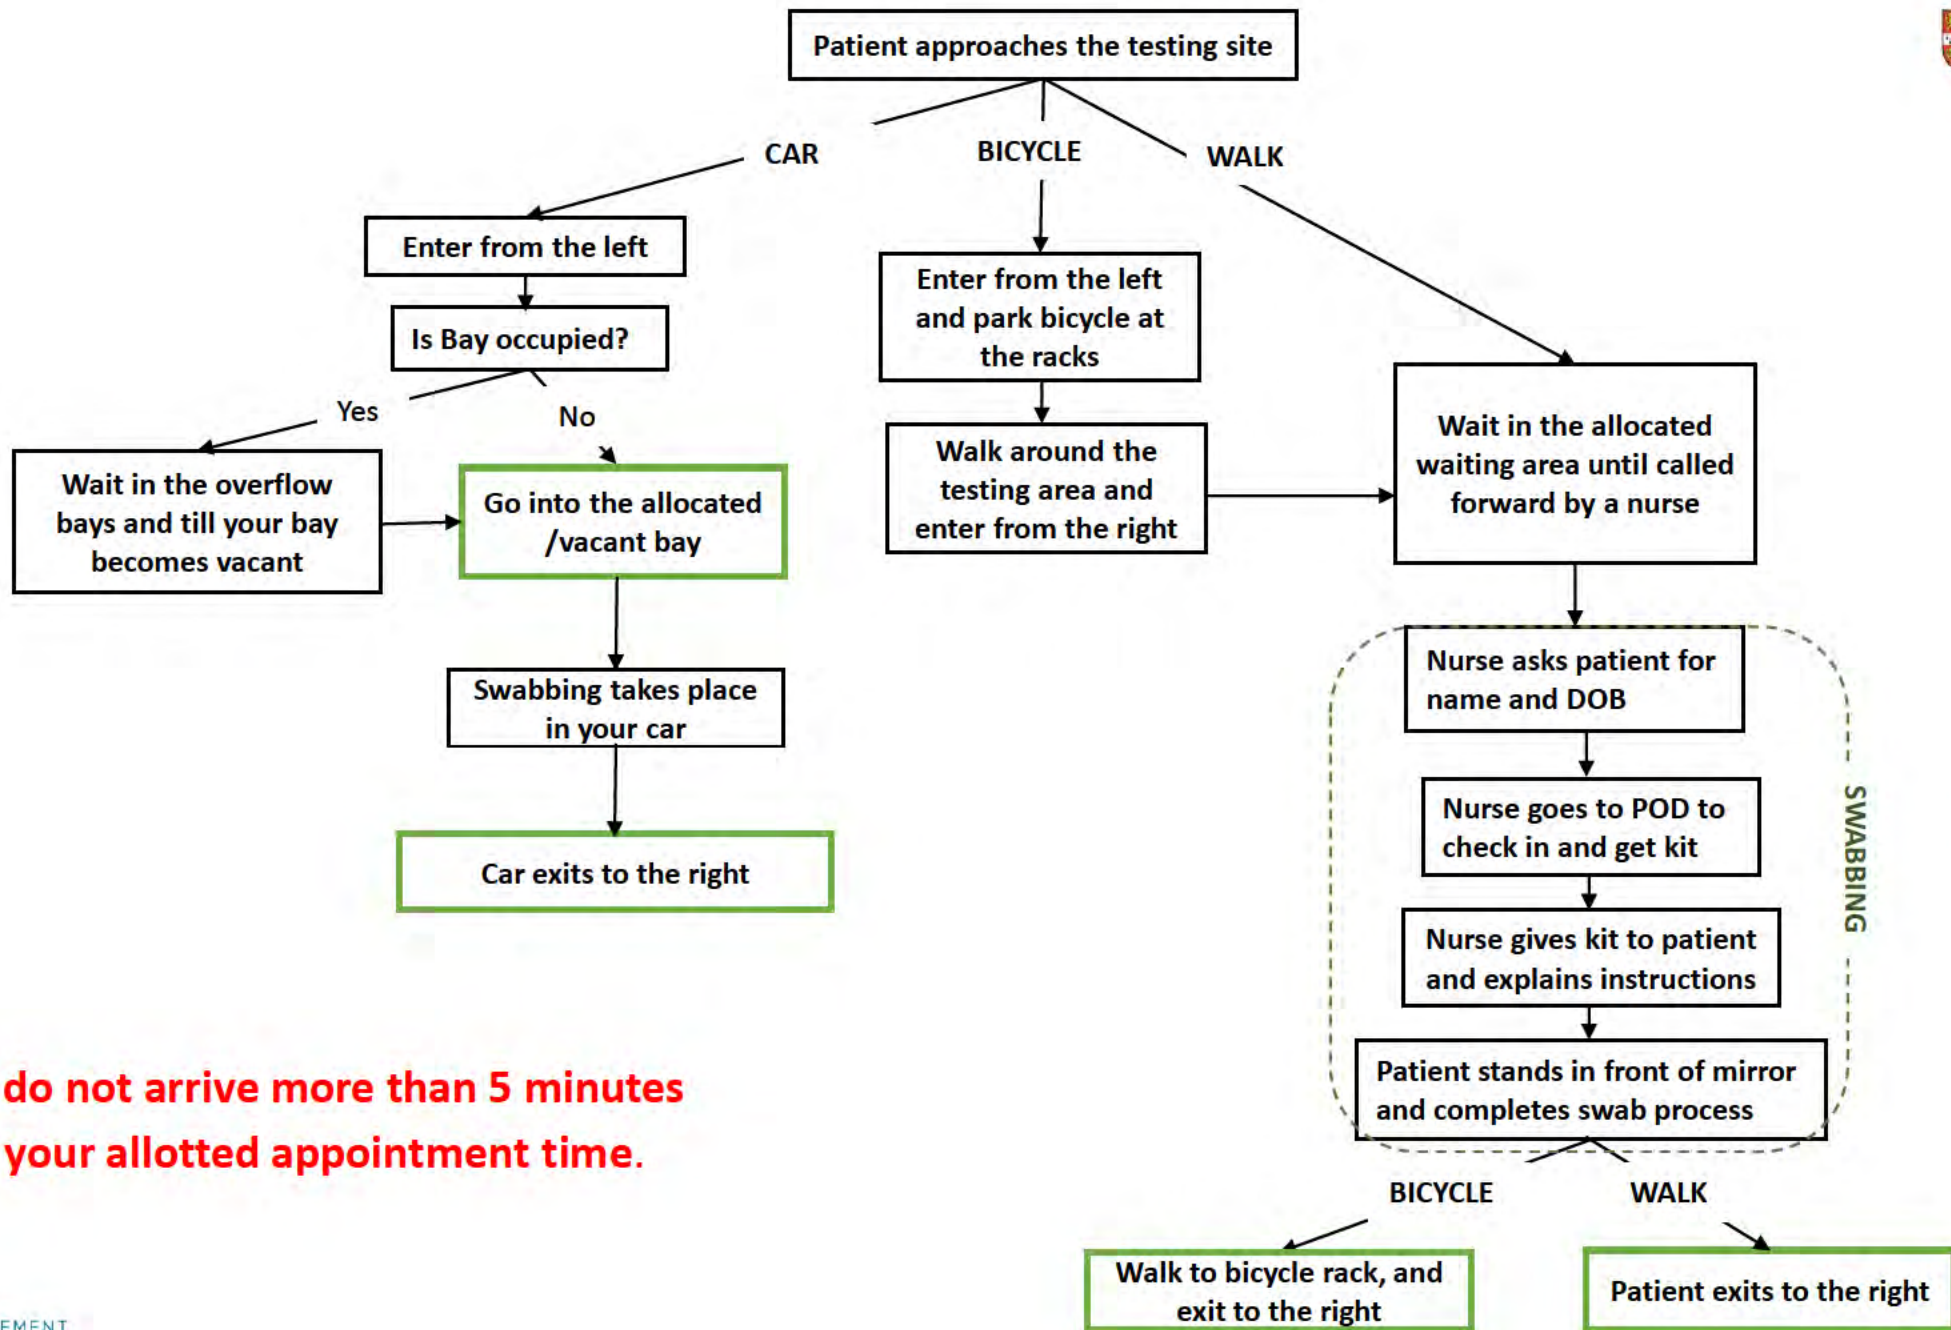 Patient approaches the testing site
CAR
BICYCLE
WALK
Enter from the left
Is Bay occupied?
Yes
No
Wait in the overflow
bays and till your bay
becomes vacant
Go into the allocated
/vacant bay
Swabbing takes place
in your car
Car exits to the right
Enter from the left
and park bicycle at
the racks
Walk around the
testing area and
enter from the right
Wait in the allocated
waiting area until called
forward by a nurse
Nurse asks patient for
name and DOB
Nurse goes to POD to
check in and get kit
Nurse gives kit to patient
and explains instructions
Patient stands in front of mirror
and completes swab process
SWABBING
BICYCLE
WALK
Walk to bicycle rack, and
exit to the right
Patient exits to the right
do not arrive more than 5 minutes
your allotted appointment time.